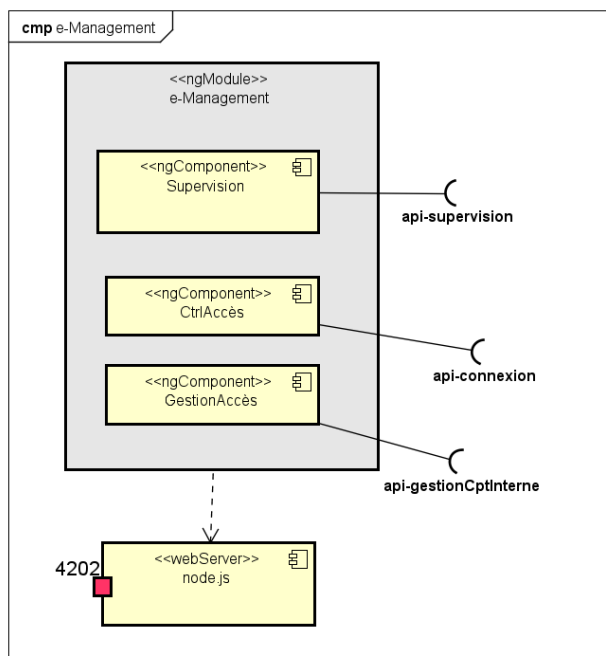 cmp e-Management
<<ngModule>>
e-Management
<<ngComponent>>
Supervision
api-supervision
<<ngComponent>>
CtrlAccès
api-connexion
<<ngComponent>>
GestionAccès
api-gestionCptInterne
<<webServer>>
4202
node.js